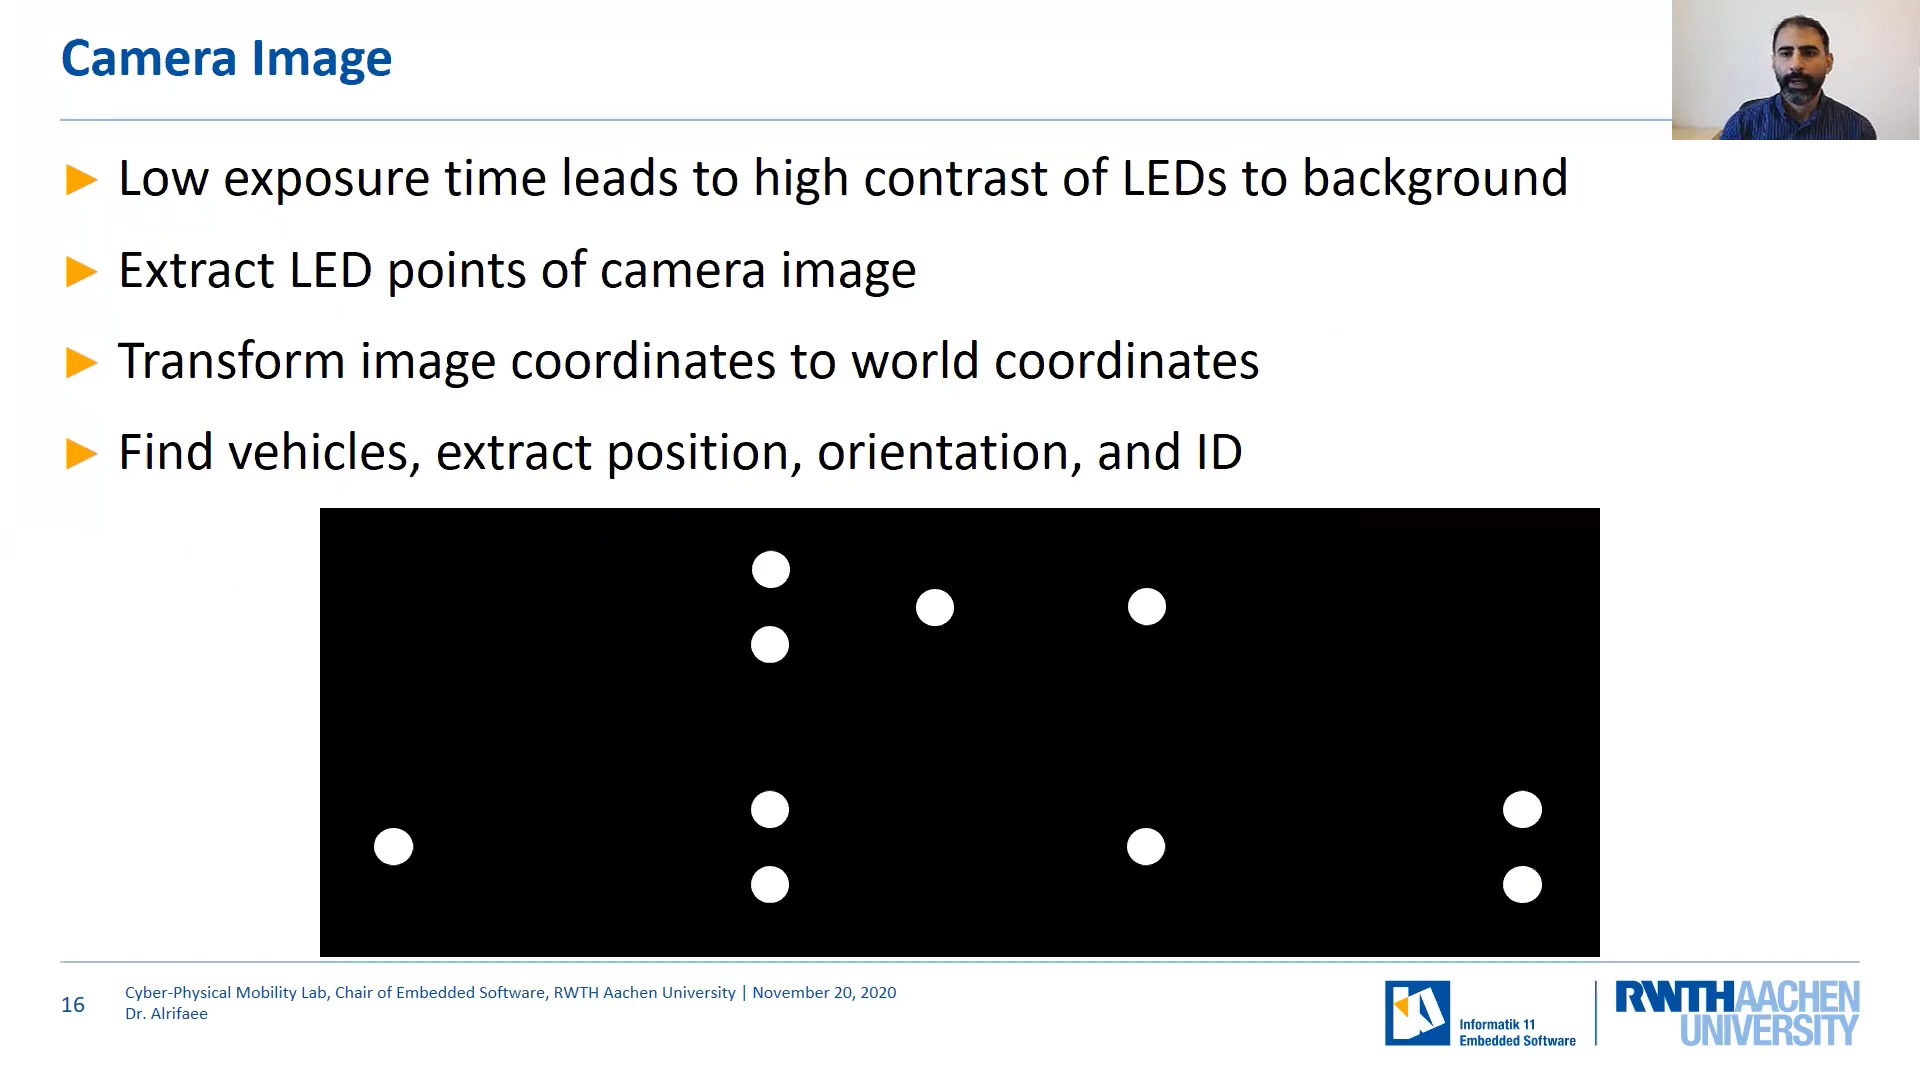 Camera Image
► Low exposure time leads to high contrast of LEDs to background
► Extract LED points of camera image
► Transform image coordinates to world coordinates
► Find vehicles, extract position, orientation, and ID
16
Cyber-Physical Mobility Lab, Chair of Embedded Software, RWTH Aachen University | November 20, 2020
Dr. Alrifaee
Informatik 11
Embedded Software
RWTH AACHEN
UNIVERSITY